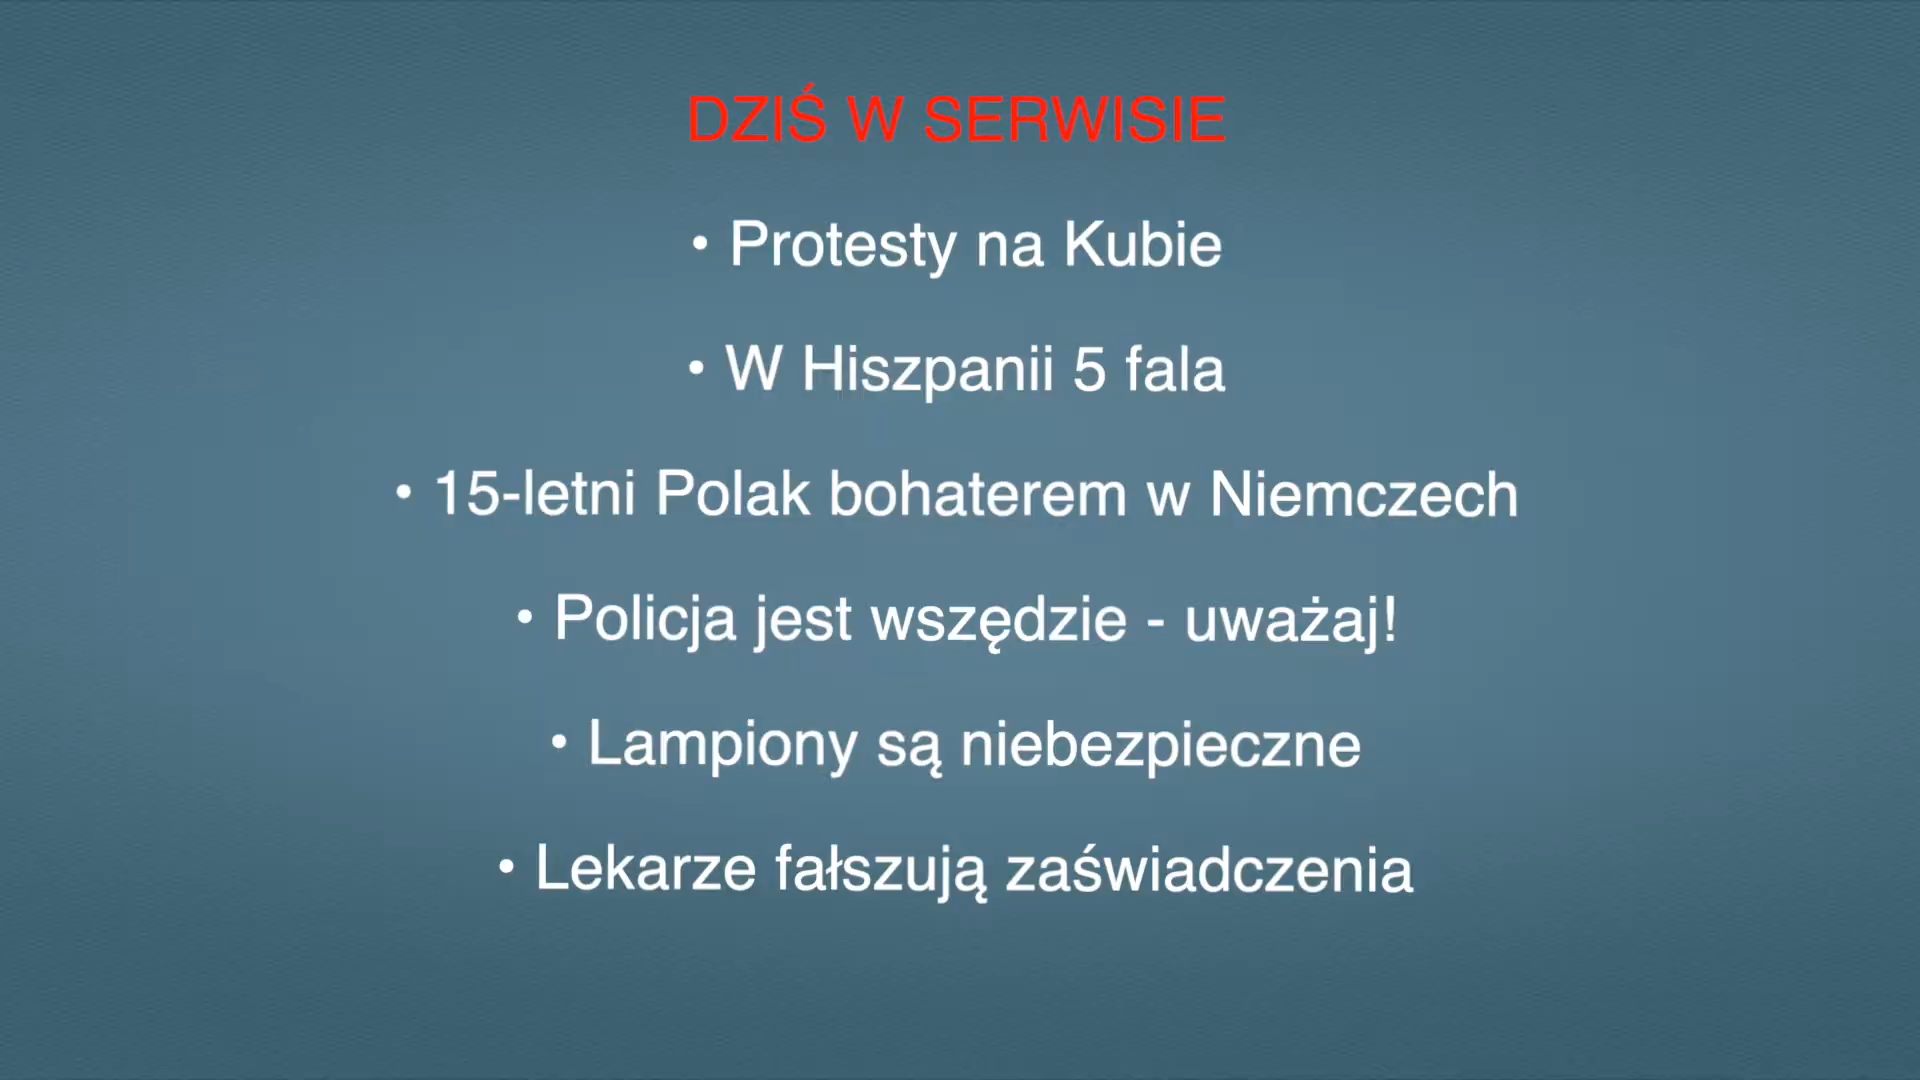 DZIŚ W SERWISIE
• Protesty na Kubie
• W Hiszpanii 5 fala
• 15-letni Polak bohaterem w Niemczech
• Policja jest wszędzie - uważaj!
• Lampiony są niebezpieczne
• Lekarze fałszują zaświadczenia